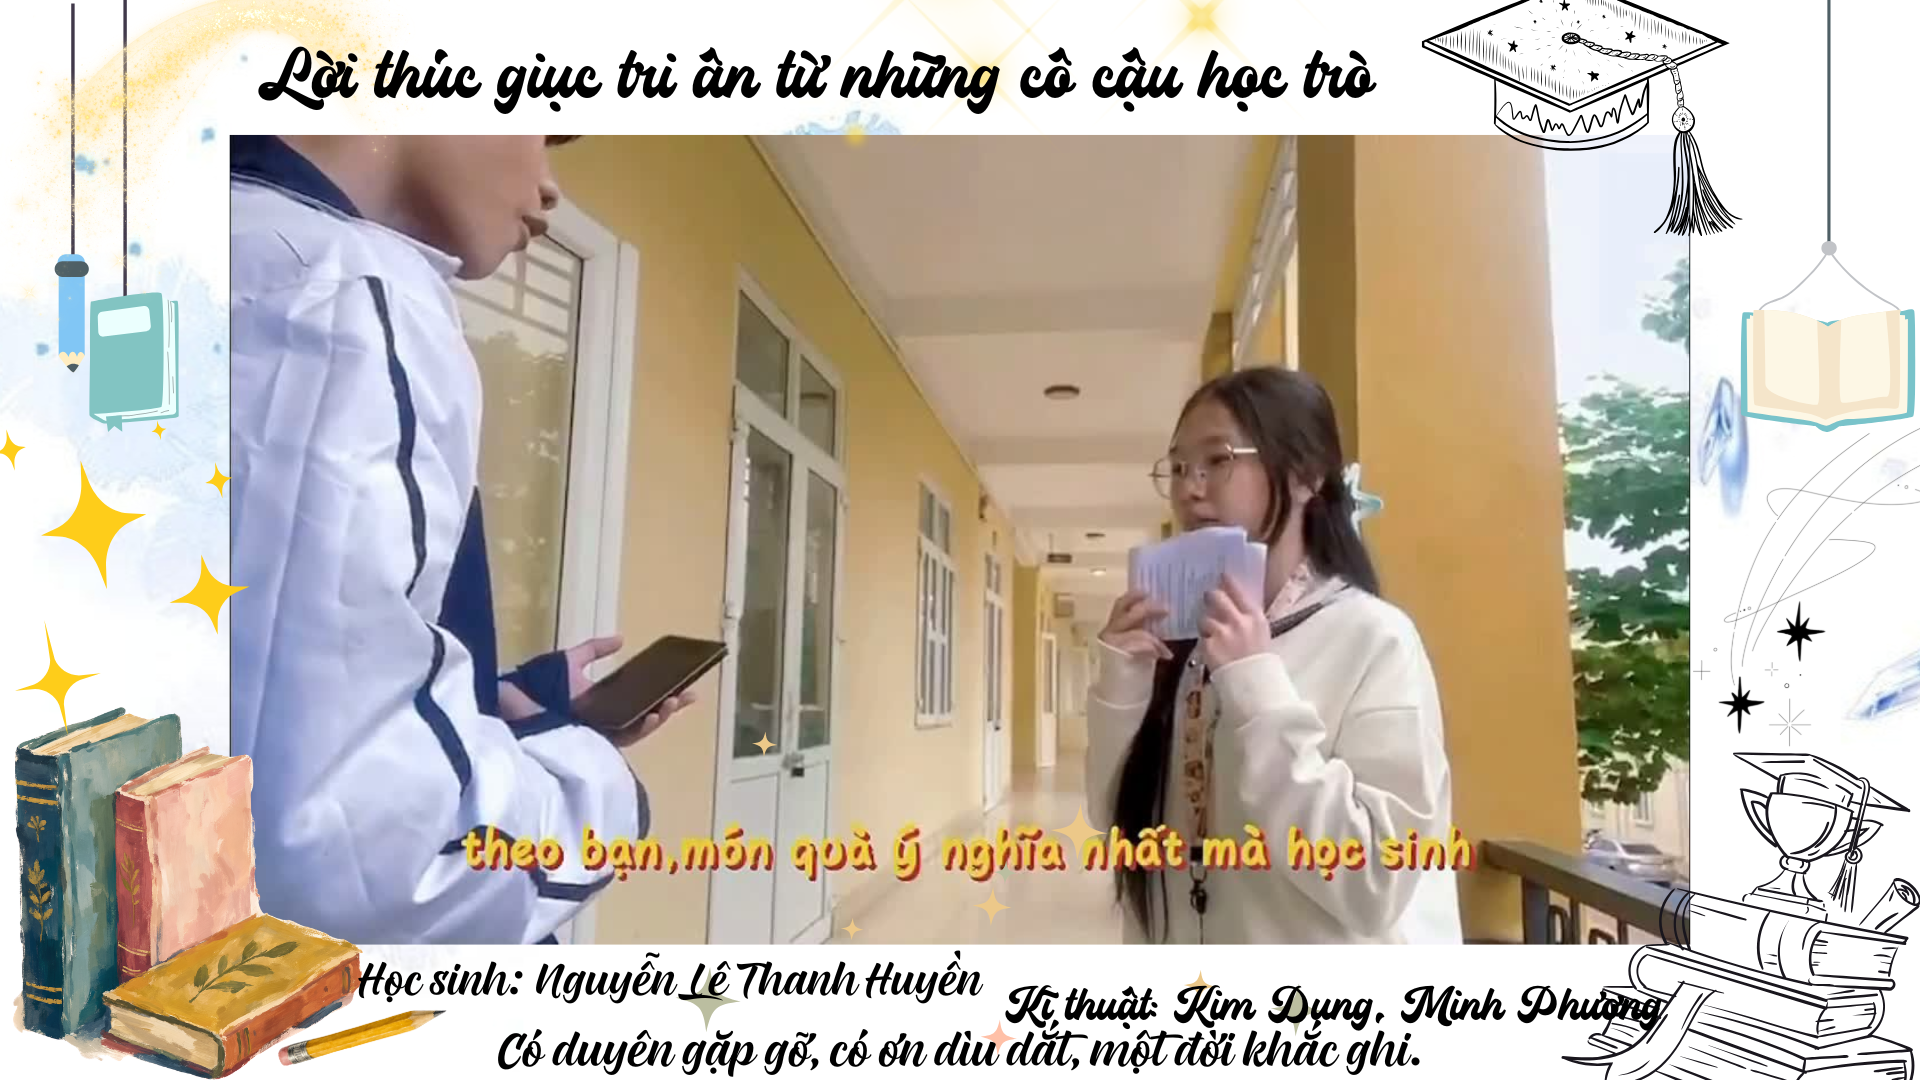 Lời thúc giục tri ân từ những cô cậu học trò
theo bạn,món quà ý nghĩa nhất mà học sinh
Học sinh: Nguyễn Lê Thanh Huyền
Kĩ thuật: Kim Dung, Minh Phương
Có duyên gặp gỡ, có ơn dìu dắt, một đời khắc ghi.